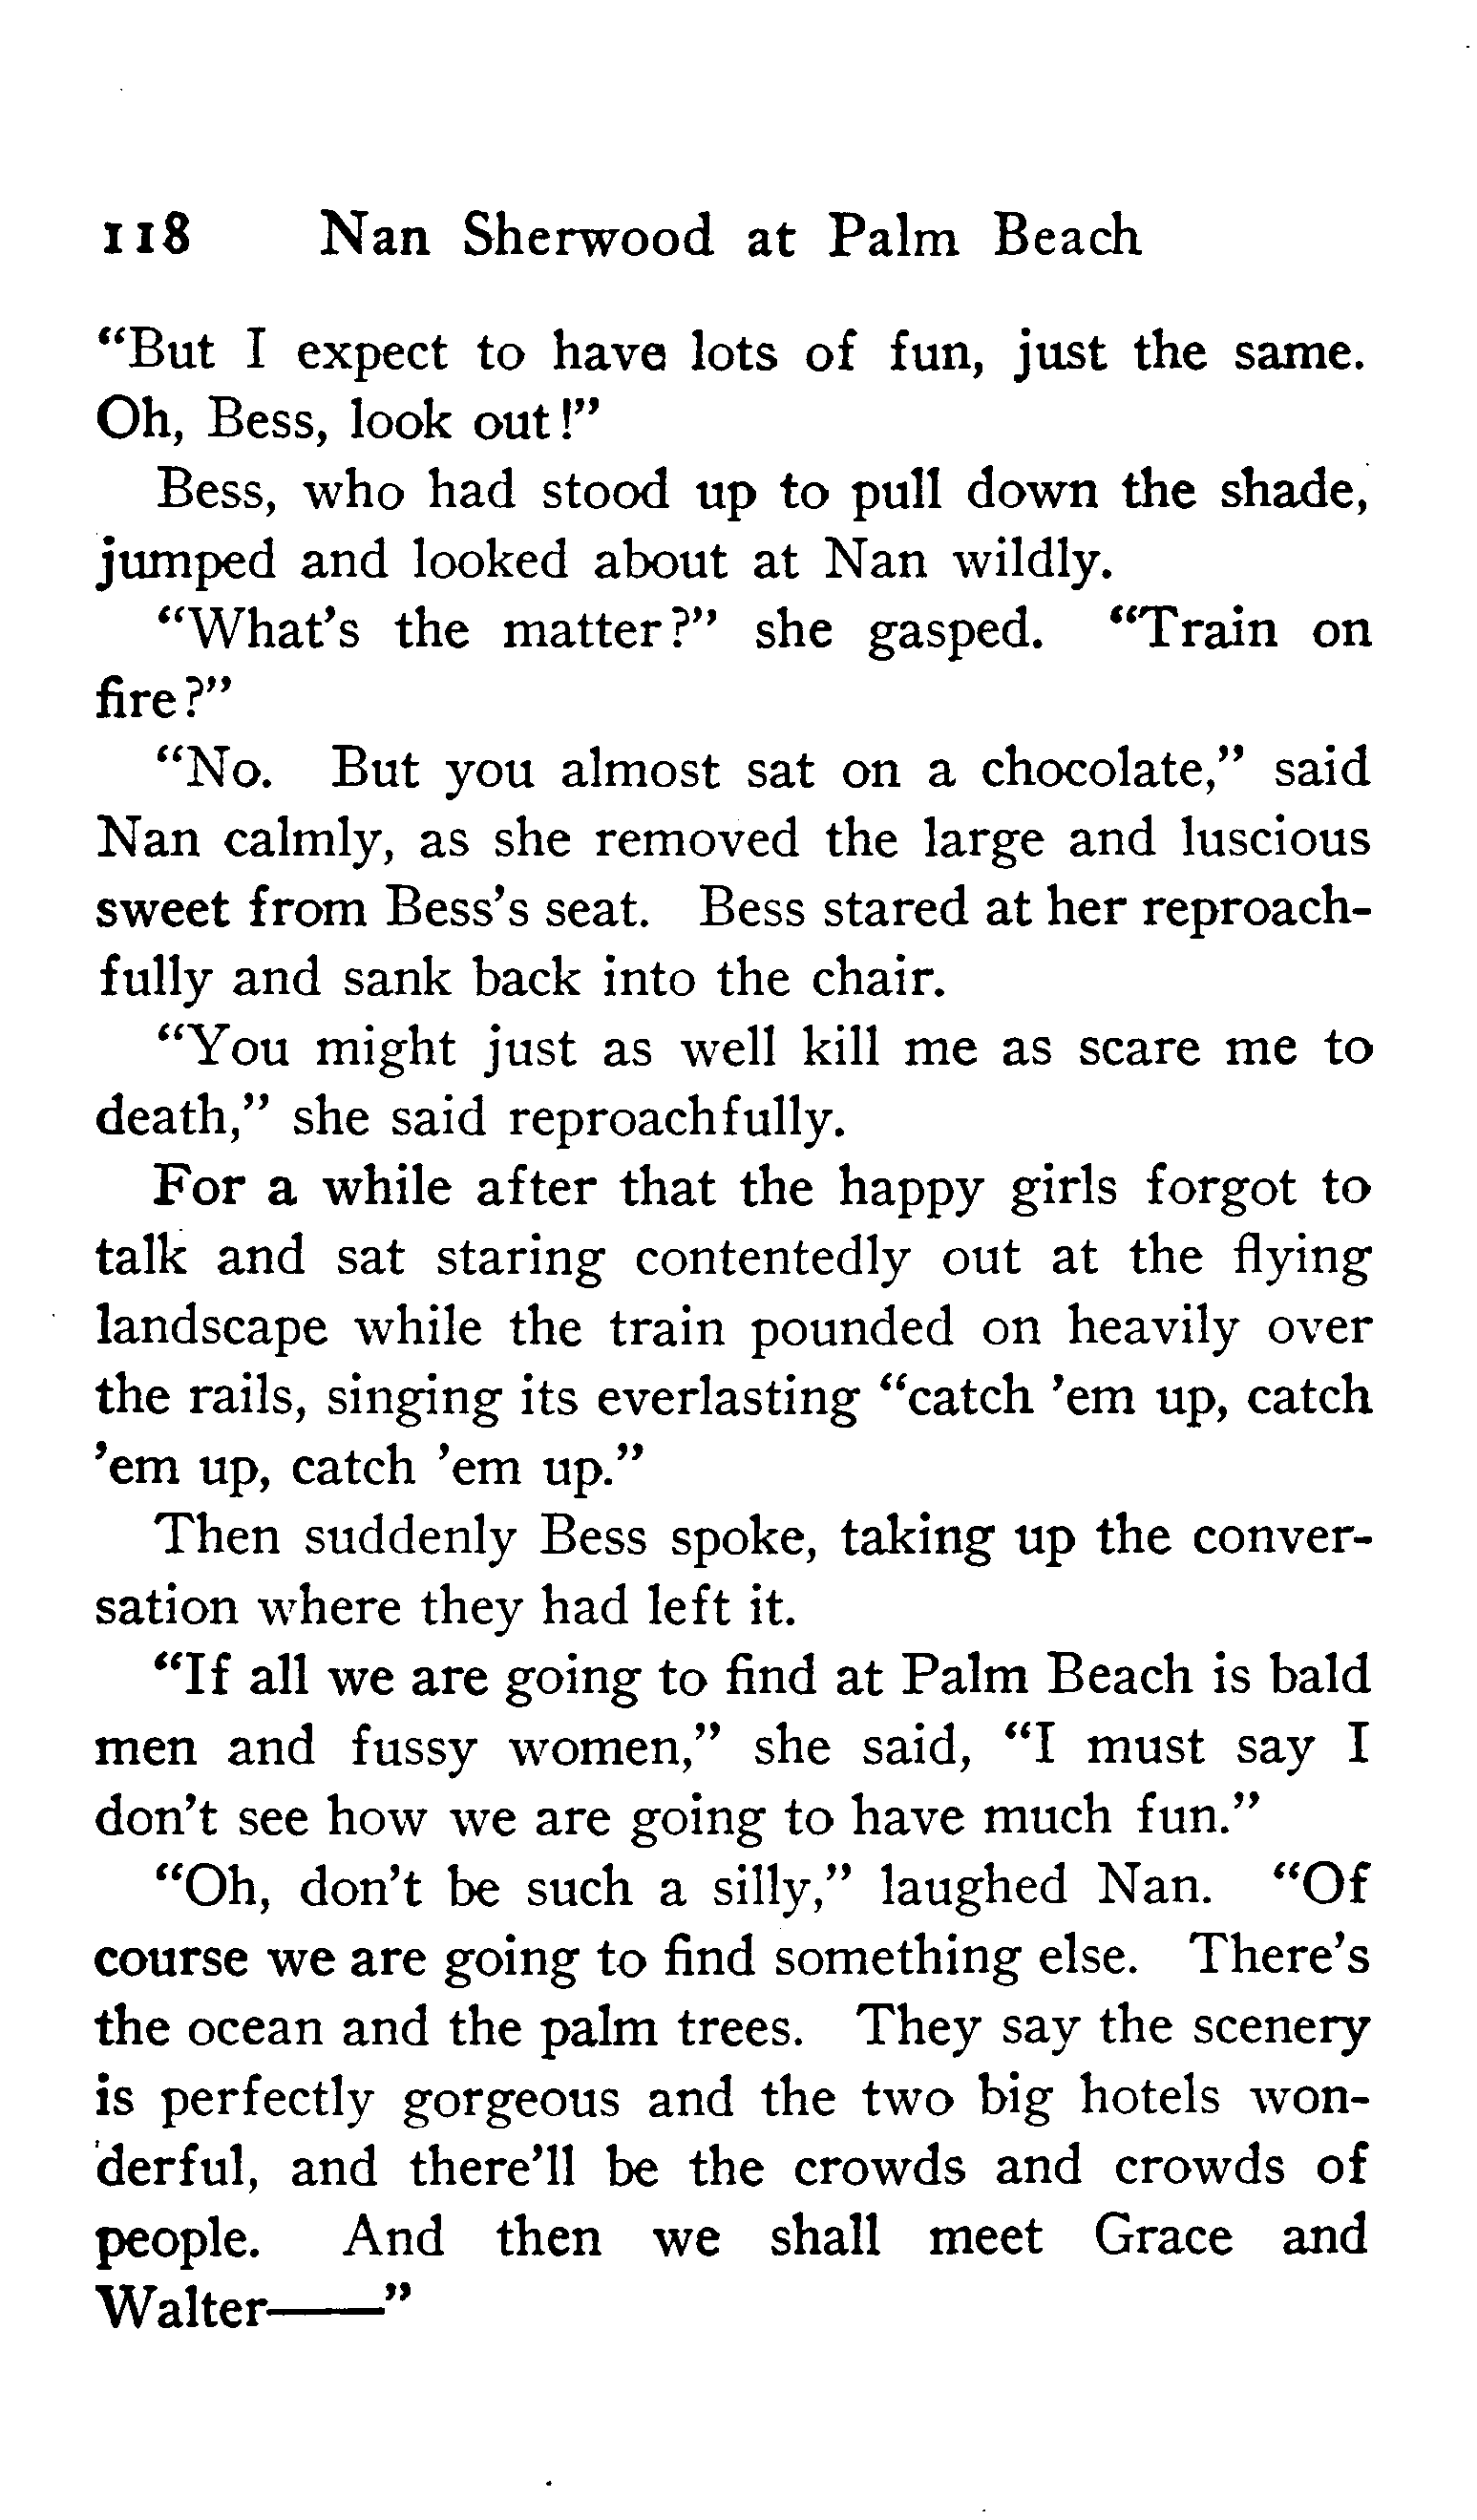 118 Nan Sherwood at Palm Beach
“But I expect to have lots of fun, just the same.
Oh, Bess, look out!”
Bess, who had stood up to pull down the shade,
jumped and looked about at Nan wildly.
“What’s the matter?” she gasped. “Train on
fire?”
“No. But you almost sat on a chocolate,” said
Nan calmly, as she removed the large and luscious
sweet from Bess’s seat. Bess stared at her reproach-
fully and sank back into the chair.
“You might just as well kill me as scare me to
death,” she said reproachfully.
For a while after that the happy girls forgot to
talk and sat staring contentedly out at the flying
landscape while the train pounded on heavily over
the rails, singing its everlasting “catch ’em up, catch
’em up, catch ’em up.”
Then suddenly Bess spoke, taking up the conver-
sation where they had left it.
“If all we are going to find at Palm Beach is bald
men and fussy women,” she said, “I must say I
don’t see how we are going to have much fun.”
“Oh, don’t be such a silly,” laughed Nan. “Of
course we are going to find something else. There’s
the ocean and the palm trees. They say the scenery
is perfectly gorgeous and the two big hotels won-
derful, and there’ll be the crowds and crowds of
people. And then we shall meet Grace and
Walter——”